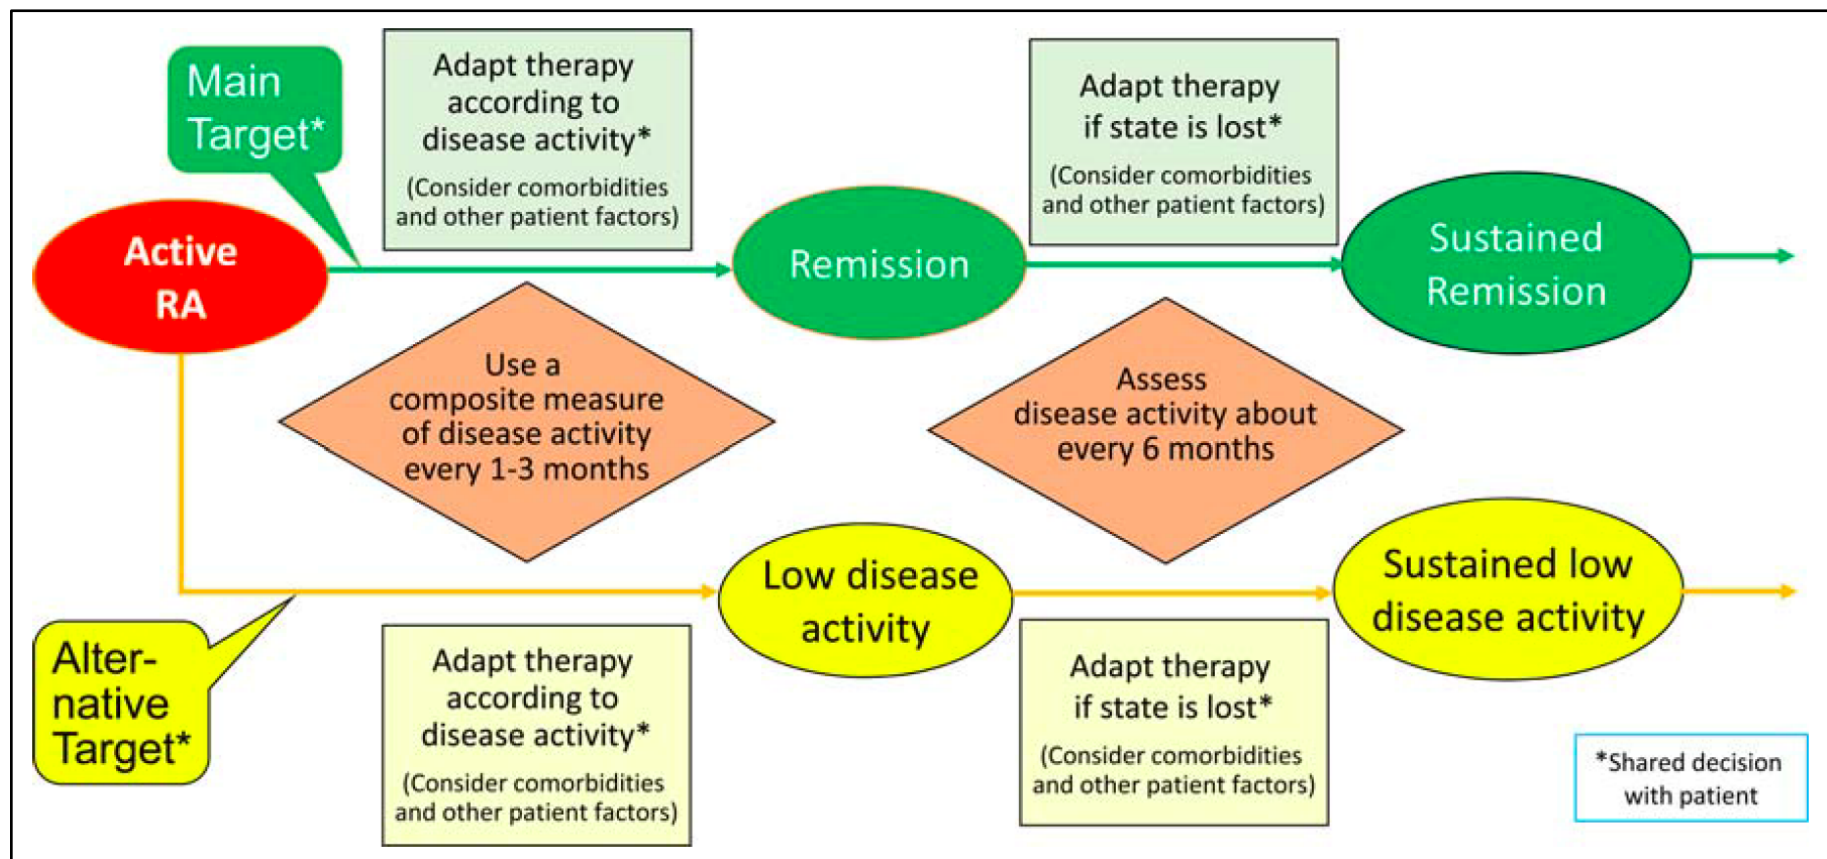 Main
Target*
Adapt therapy
according to
disease activity*
(Consider comorbidities
and other patient factors)
Adapt therapy
if state is lost*
(Consider comorbidities
and other patient factors)
Active
RA
Remission
Sustained
Remission
Use a
composite measure
of disease activity
every 1-3 months
Assess
disease activity about
every 6 months
Low disease
activity
Sustained low
disease activity
Alter-
native
Target*
Adapt therapy
according to
disease activity*
(Consider comorbidities
and other patient factors)
Adapt therapy
if state is lost*
(Consider comorbidities
and other patient factors)
*Shared decision
with patient